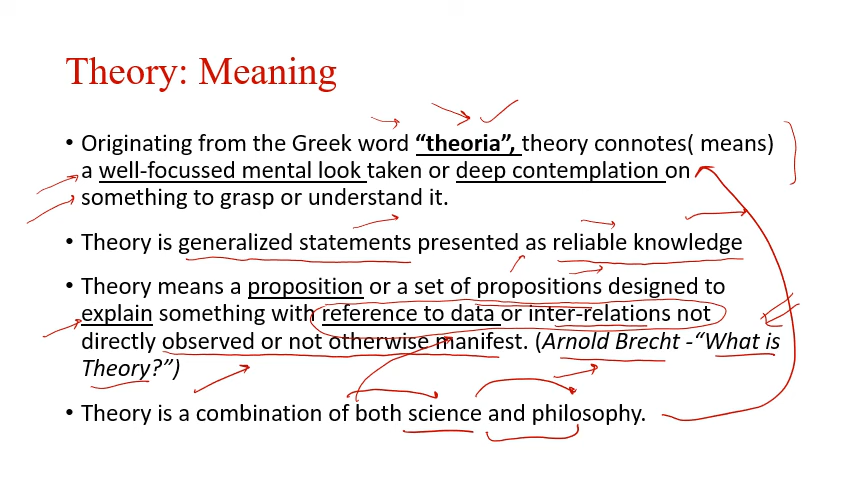 Theory: Meaning
• Originating from the Greek word “theoria”, theory connotes( means)
a well-focussed mental look taken or deep contemplation on
something to grasp or understand it.
• Theory is generalized statements presented as reliable knowledge
• Theory means a proposition or a set of propositions designed to
explain something with reference to data or inter-relations not
directly observed or not otherwise manifest. (Arnold Brecht -“What is
Theory?”)
• Theory is a combination of both science and philosophy.